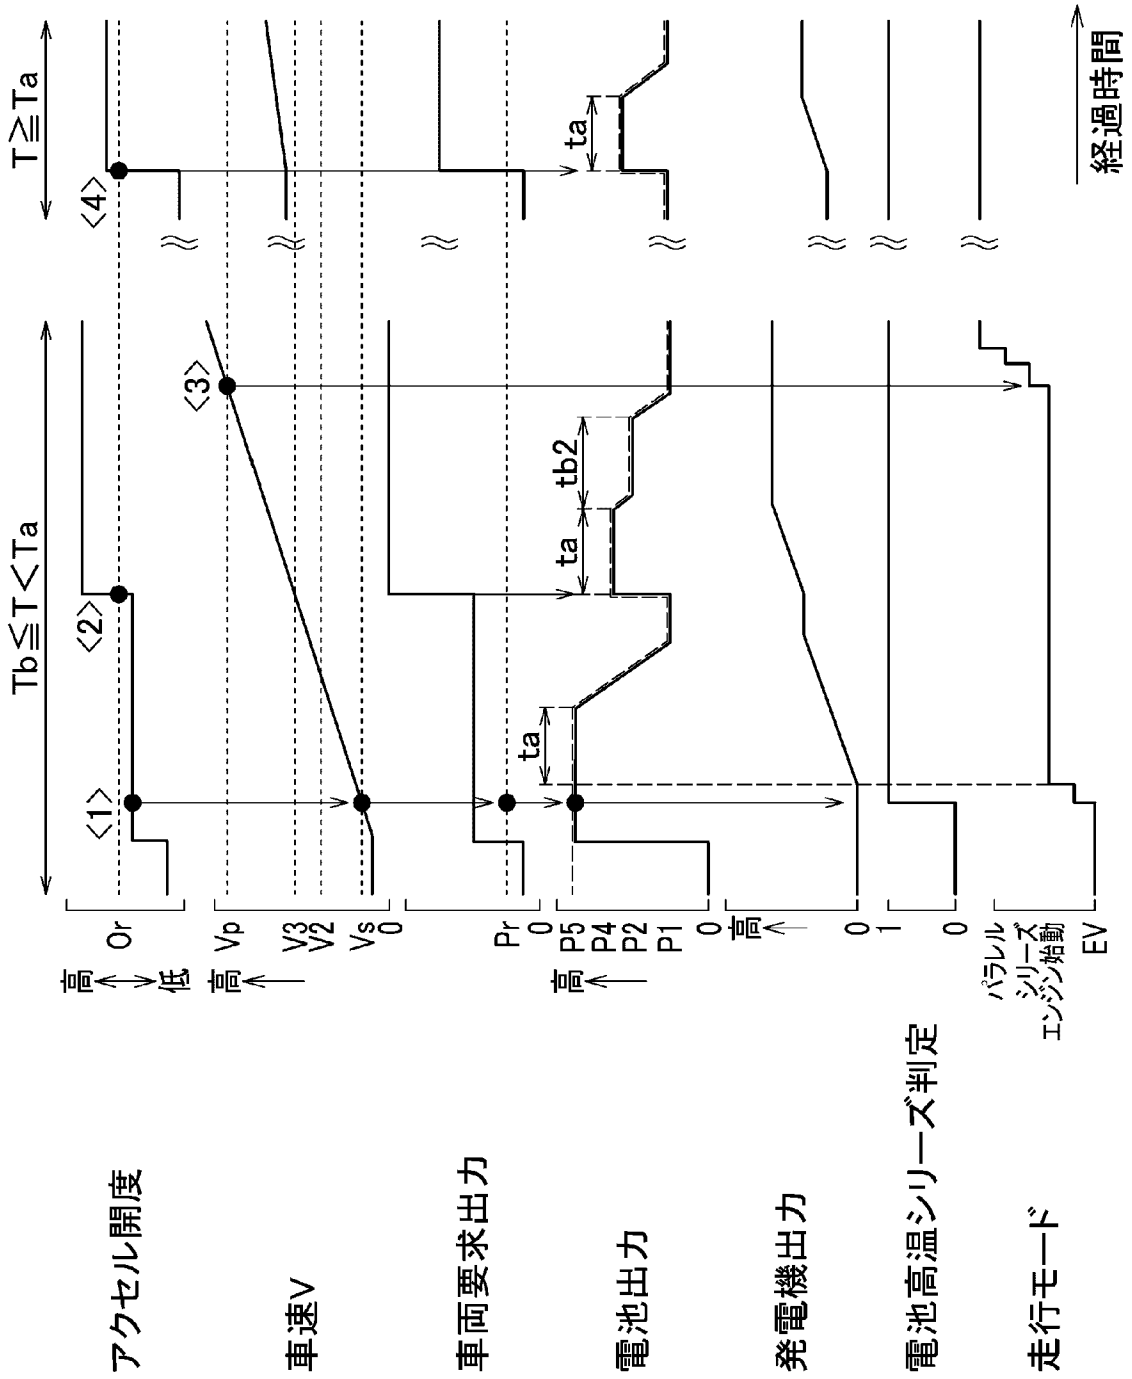 Tb≦T<Ta
T≧Ta
アクセル開度
高
低
Or
<1>
<2>
<4>
車速V
高
Vp
V3
V2
Vs
0
<3>
車両要求出力
Pr
0
電池出力
高
P5
P4
P2
P1
0
ta
ta
tb2
ta
発電機出力
高
0
電池高温シリーズ判定
1
0
走行モード
パラレル
シリーズ
エンジン始動
EV
経過時間